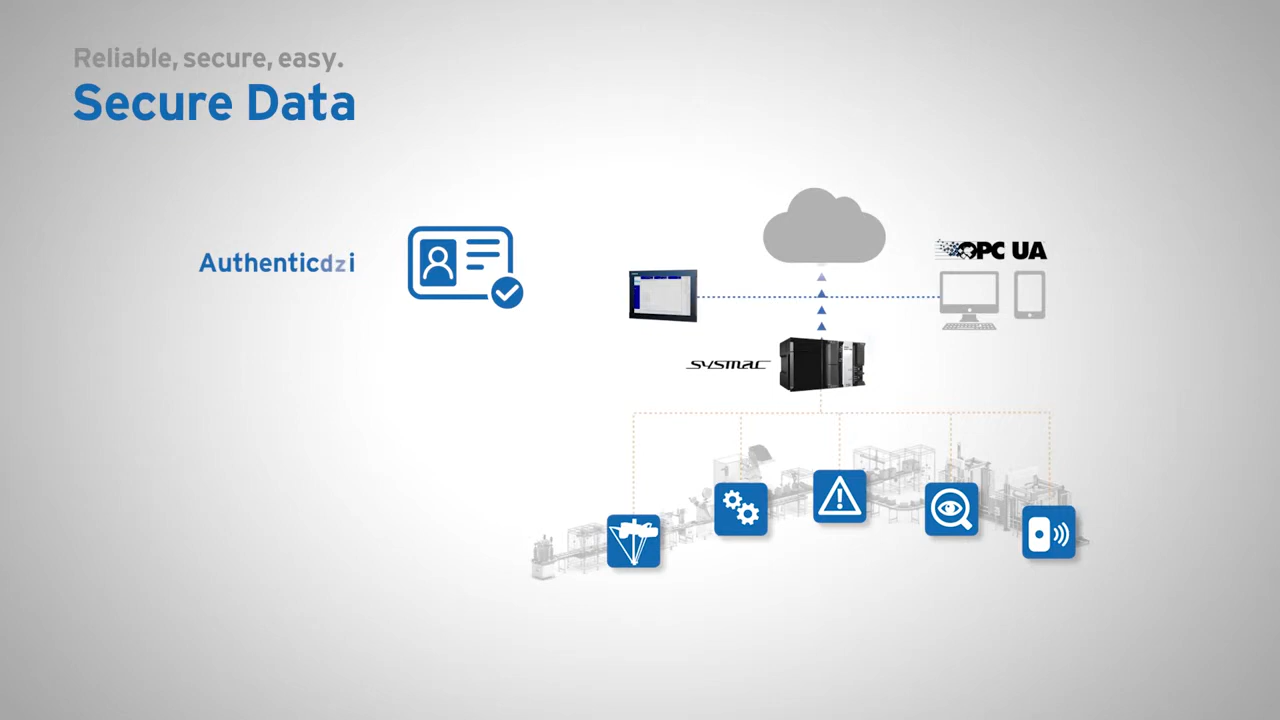 Reliable, secure, easy.
Secure Data
Authenticdzi
OPC UA
sysmac